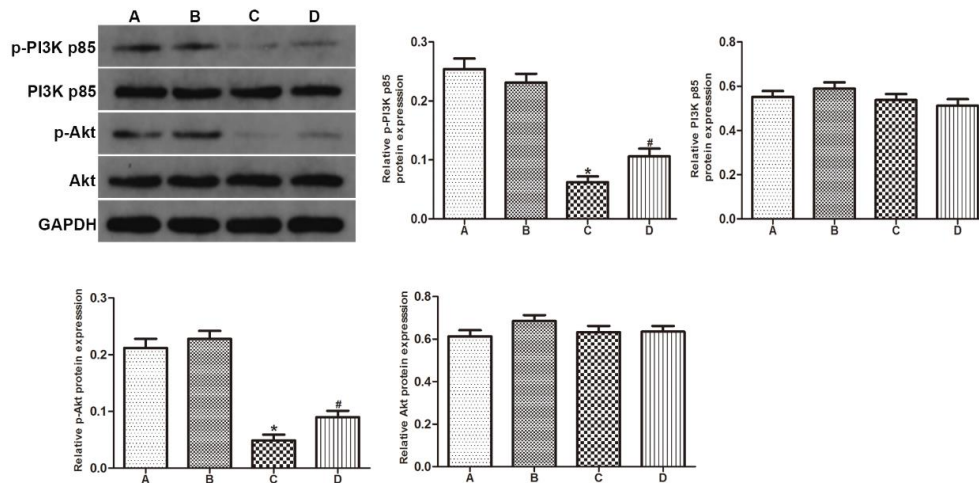 A B C D
p-PI3K p85
PI3K p85
p-Akt
Akt
GAPDH
Relative p-PI3K p85
protein expresssion
0.3
0.2
0.1
0.0
*
#
A B C D
Relative PI3K p85
protein expresssion
0.8
0.6
0.4
0.2
0.0
A B C D
Relative p-Akt protein expresssion
0.3
0.2
0.1
0.0
*
#
A B C D
Relative Akt protein expresssion
0.8
0.6
0.4
0.2
0.0
A B C D